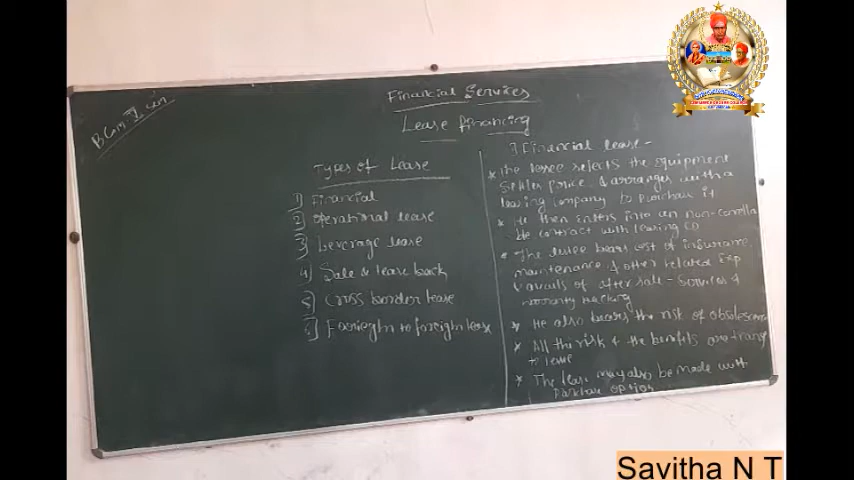 BCom V Sem
Financial Services
Lease Financing
Types of Lease
1) Financial
2) Operational lease
3) Leverage lease
4) Sale & lease back
5) Cross border lease
6) Foriegn to foreign lease
1) Financial lease -
* The lessee selects the equipment
Settles price & arranges with a
leasing company to purchase it
* He then enters into an non-cancella
ble contract with leasing co
* The lessee bears cost of insurance,
maintenance & other related Exp
& avails of after sale-services &
warranty backing
* He also bears the risk of obsolescence
* All the risk & the benefits are transf
to lessee
* The lease may also be made with
Purchase option
Savitha N T